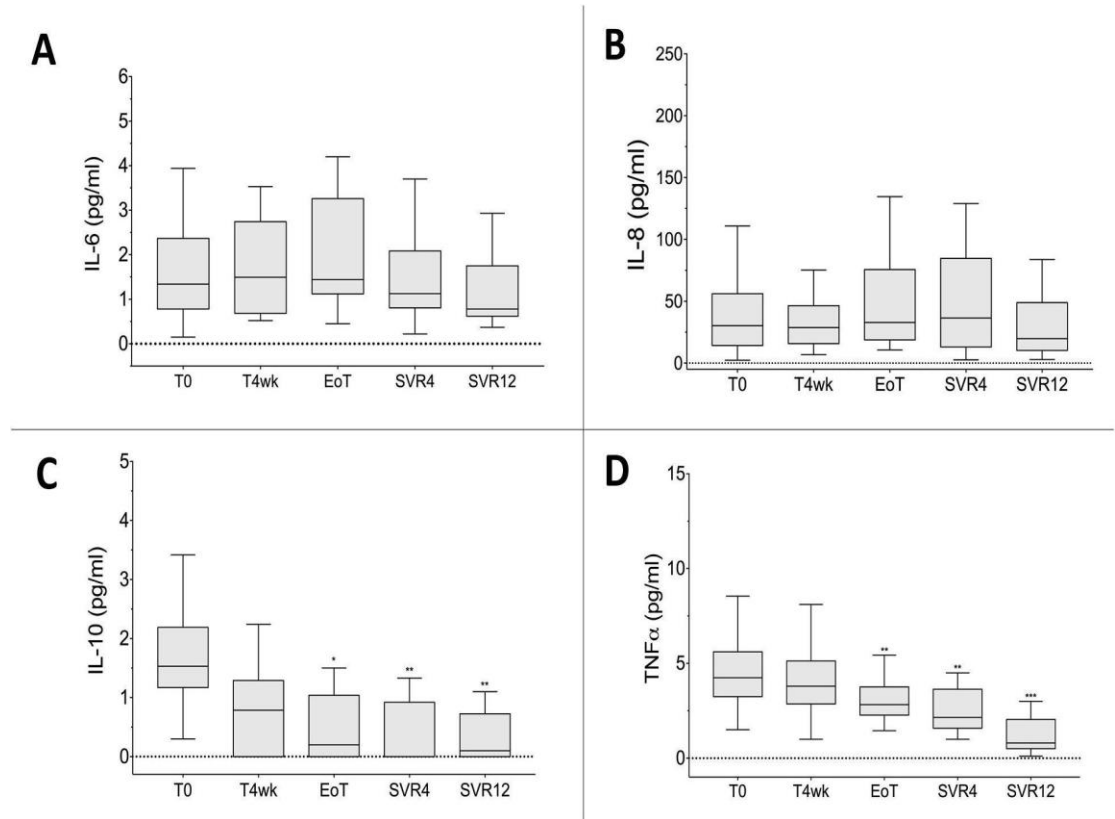 A
IL-6 (pg/ml)
6
5
4
3
2
1
0
T0 T4wk EoT SVR4 SVR12
B
IL-8 (pg/ml)
250
200
150
100
50
0
T0 T4wk EoT SVR4 SVR12
C
IL-10 (pg/ml)
5
4
3
2
1
0
* ** **
T0 T4wk EoT SVR4 SVR12
D
TNFα (pg/ml)
15
10
5
0
** ** ***
T0 T4wk EoT SVR4 SVR12